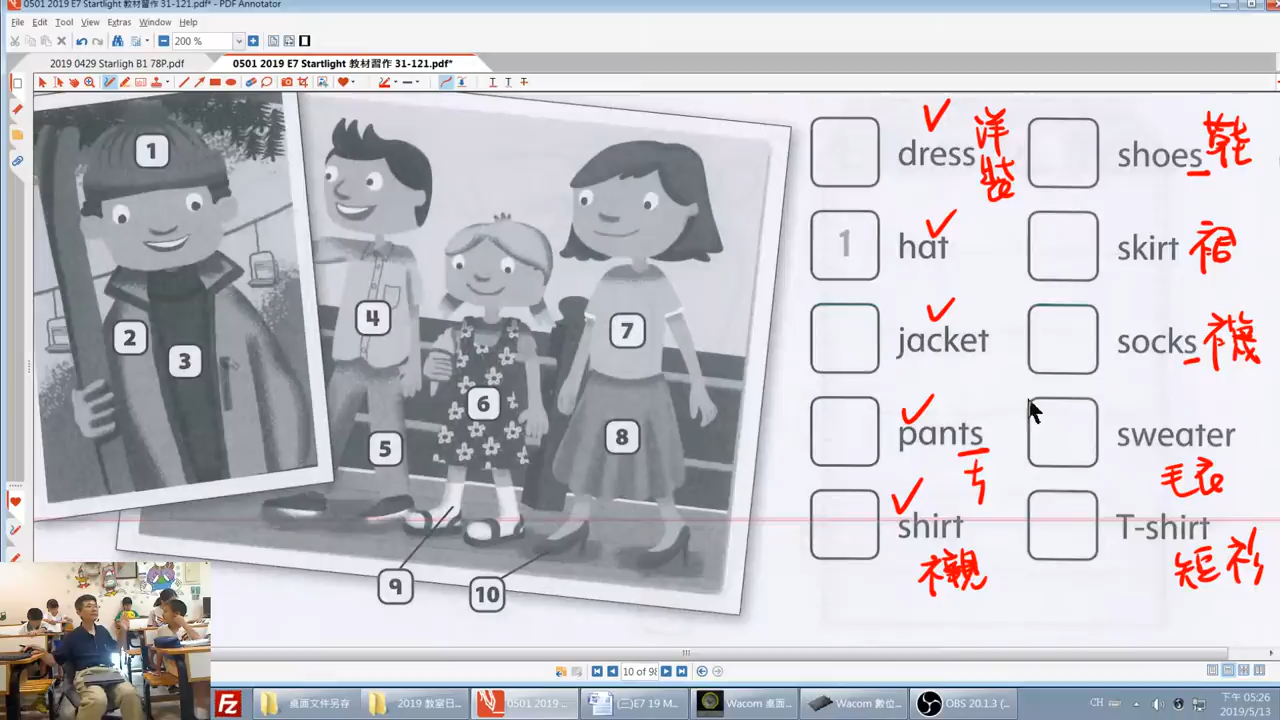 0501 2019 E7 Startlight 教材習作 31-121.pdf* - PDF Annotator
File Edit Tool View Extras Window Help
200 %
2019 0429 Starligh B1 78P.pdf
0501 2019 E7 Startlight 教材習作 31-121.pdf*
1
2
3
4
5
6
7
8
9
10
dress 洋裝
shoes 鞋
1 hat
skirt 裙
jacket
socks 襪
pants
ㄘ
sweater
毛衣
shirt
襯
T-shirt
短衫
10 of 98
桌面文件另存
2019 教室日...
0501 2019 ...
(三)E7 19 M...
Wacom 桌面...
Wacom 數位...
OBS 20.1.3 (...
CH
下午 05:26
2019/5/13